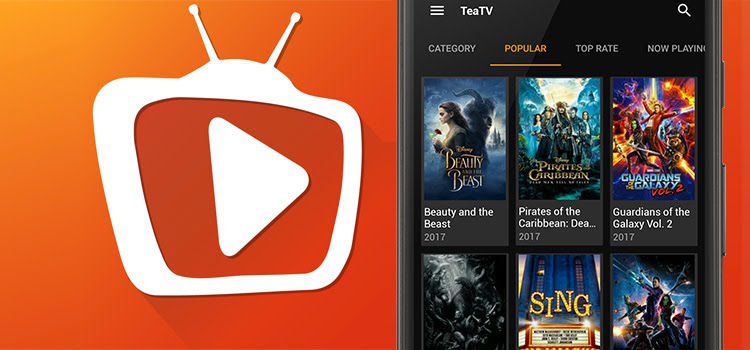 TeaTV
CATEGORY
POPULAR
TOP RATE
NOW PLAYIN
Disney
BEAUTY
AND THE
BEAST
Disney
PIRATES
OF THE
CARIBBEAN
DEAD MEN TELL NO TALES
GUARDIANS
OF THE
GALAXY
VOL. 2
Beauty and the
Beast
2017
Pirates of the
Caribbean: Dea...
2017
Guardians of the
Galaxy Vol. 2
2017
SING